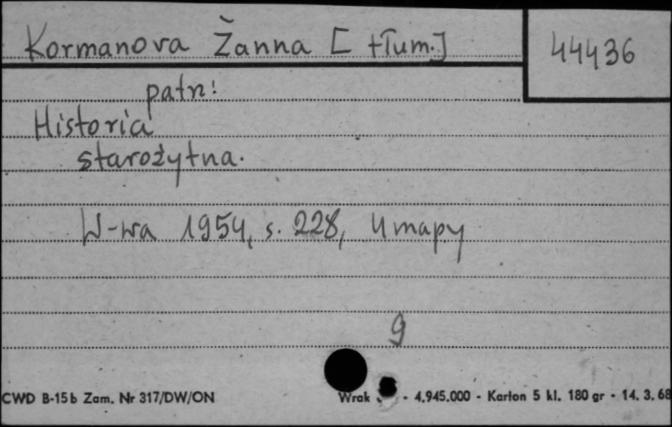 Kormanova Žanna [tłum.]
44436
patrz:
Historia
starożytna.
W-wa 1954, s. 228, 4 mapy
9
CWD B-15b Zam. Nr 317/DW/ON
Wrak - 4.945.000 - Karton 5 kl. 180 gr - 14. 3. 68